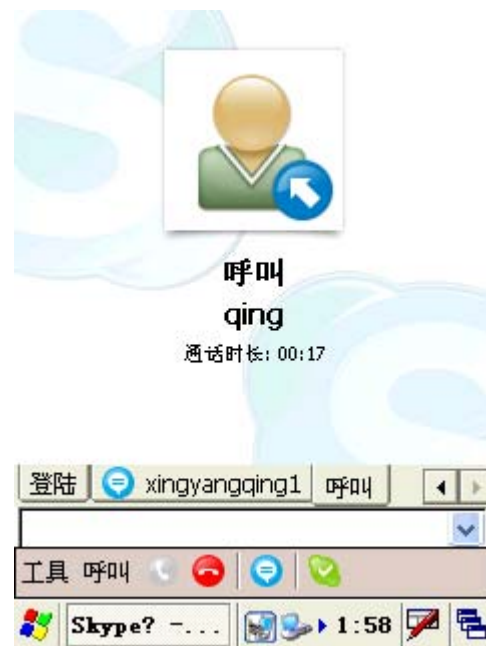 呼叫
qing
通话时长: 00:17
登陆 xingyangqing1 呼叫
工具 呼叫
Skype? -... 1:58